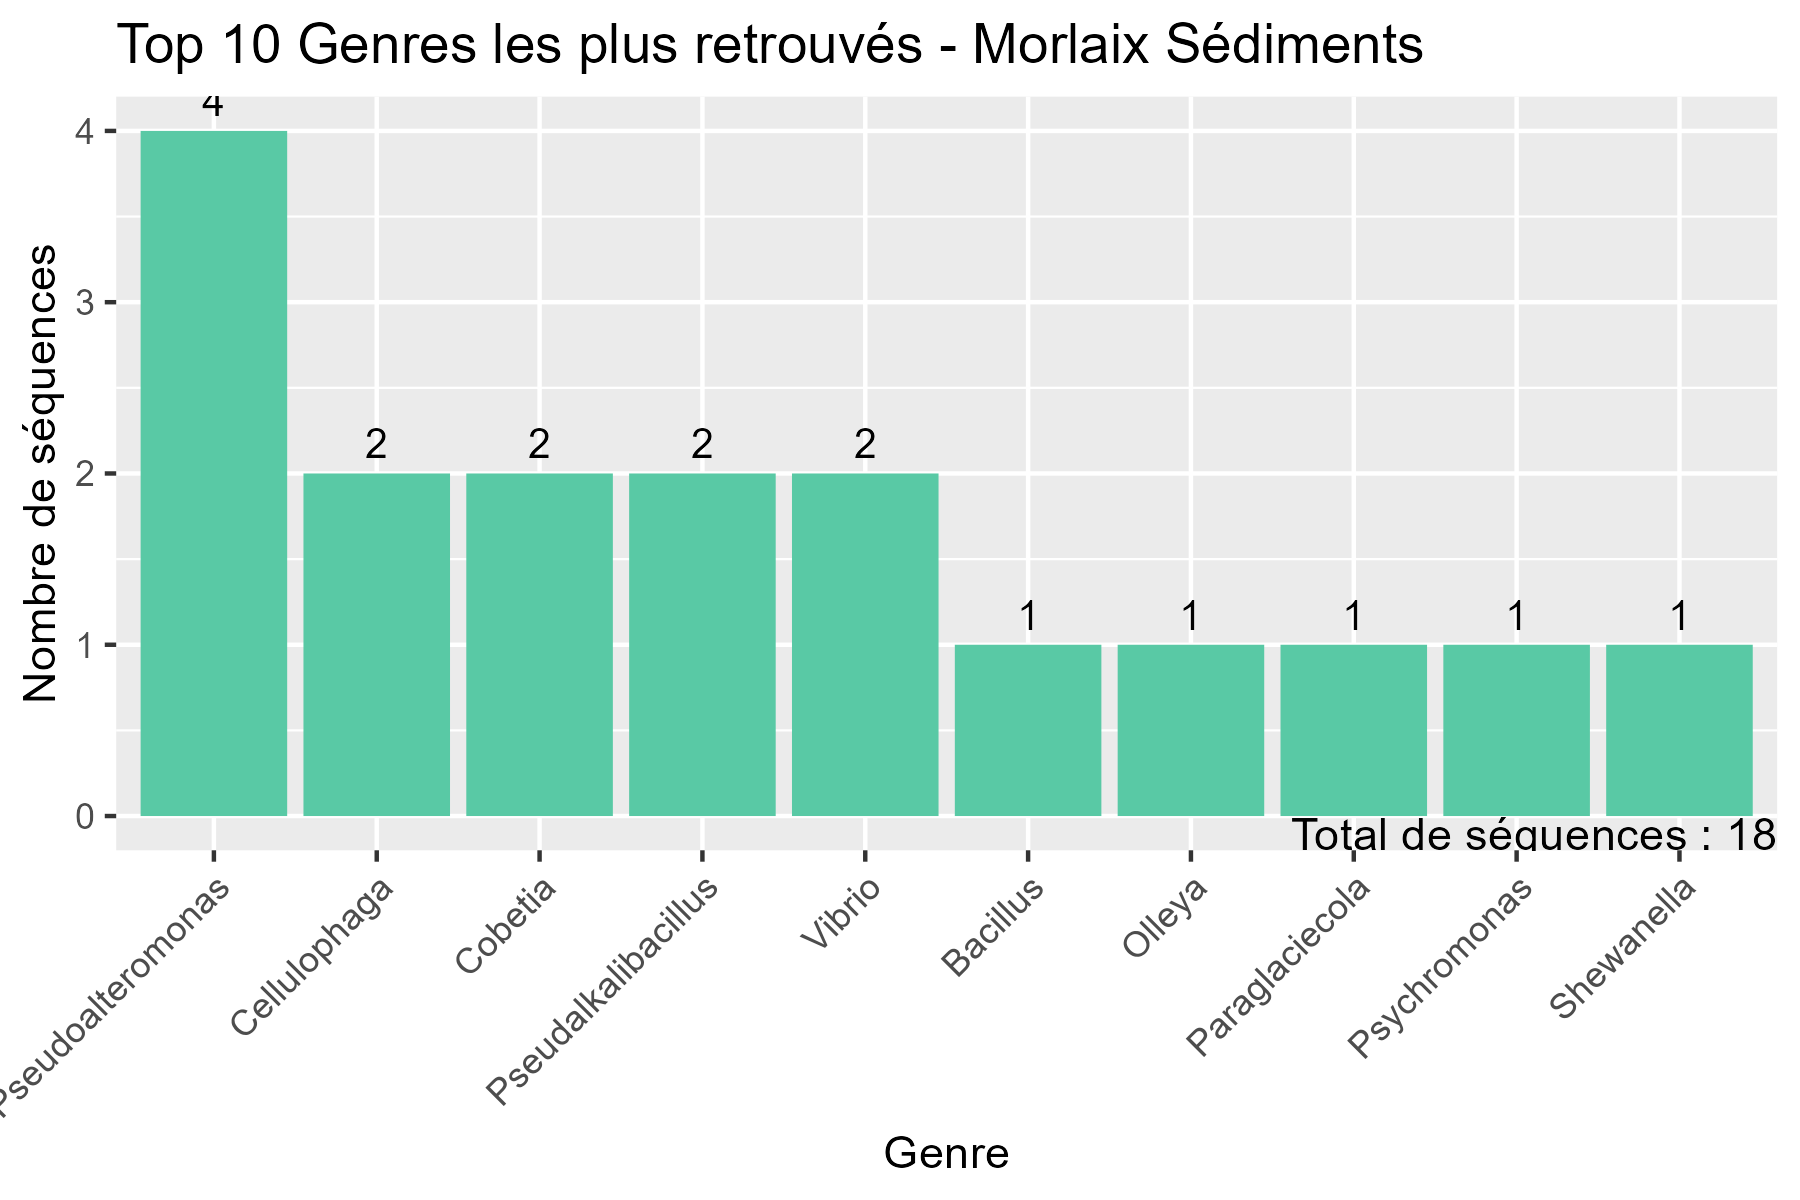 Top 10 Genres les plus retrouvés - Morlaix Sédiments
Nombre de séquences
4
3
2
1
0
4
2
2
2
2
1
1
1
1
1
Total de séquences : 18
Pseudoalteromonas
Cellulophaga
Cobetia
Pseudalkalibacillus
Vibrio
Bacillus
Olleya
Paraglaciecola
Psychromonas
Shewanella
Genre